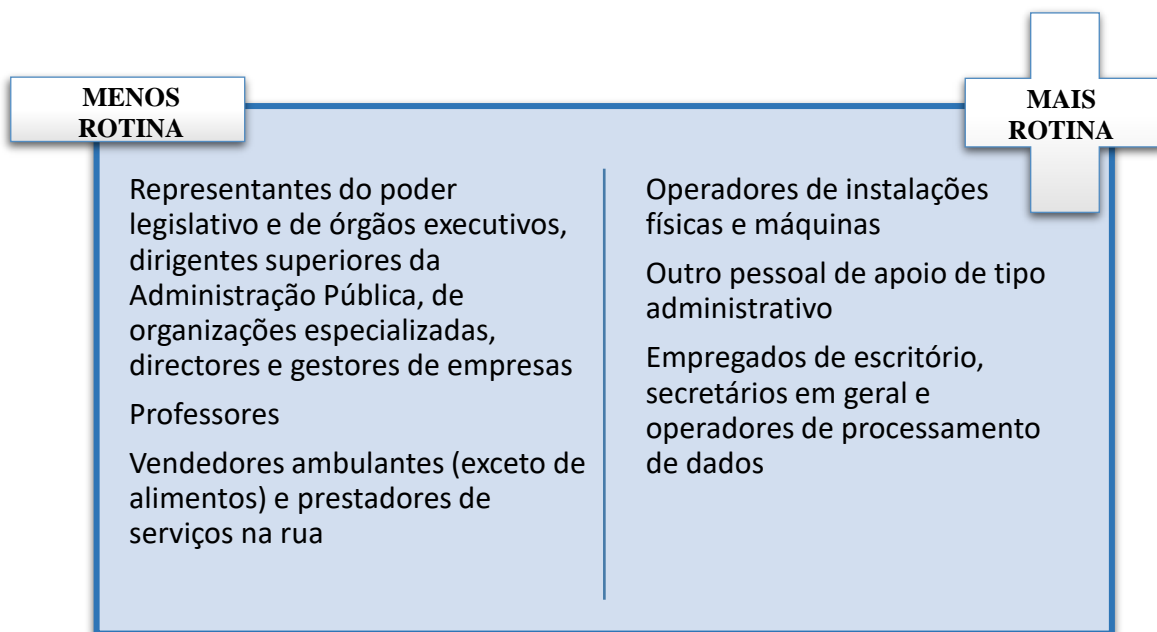 MENOS
ROTINA
MAIS
ROTINA
Representantes do poder
legislativo e de órgãos executivos,
dirigentes superiores da
Administração Pública, de
organizações especializadas,
directores e gestores de empresas
Professores
Vendedores ambulantes (exceto de
alimentos) e prestadores de
serviços na rua
Operadores de instalações
físicas e máquinas
Outro pessoal de apoio de tipo
administrativo
Empregados de escritório,
secretários em geral e
operadores de processamento
de dados